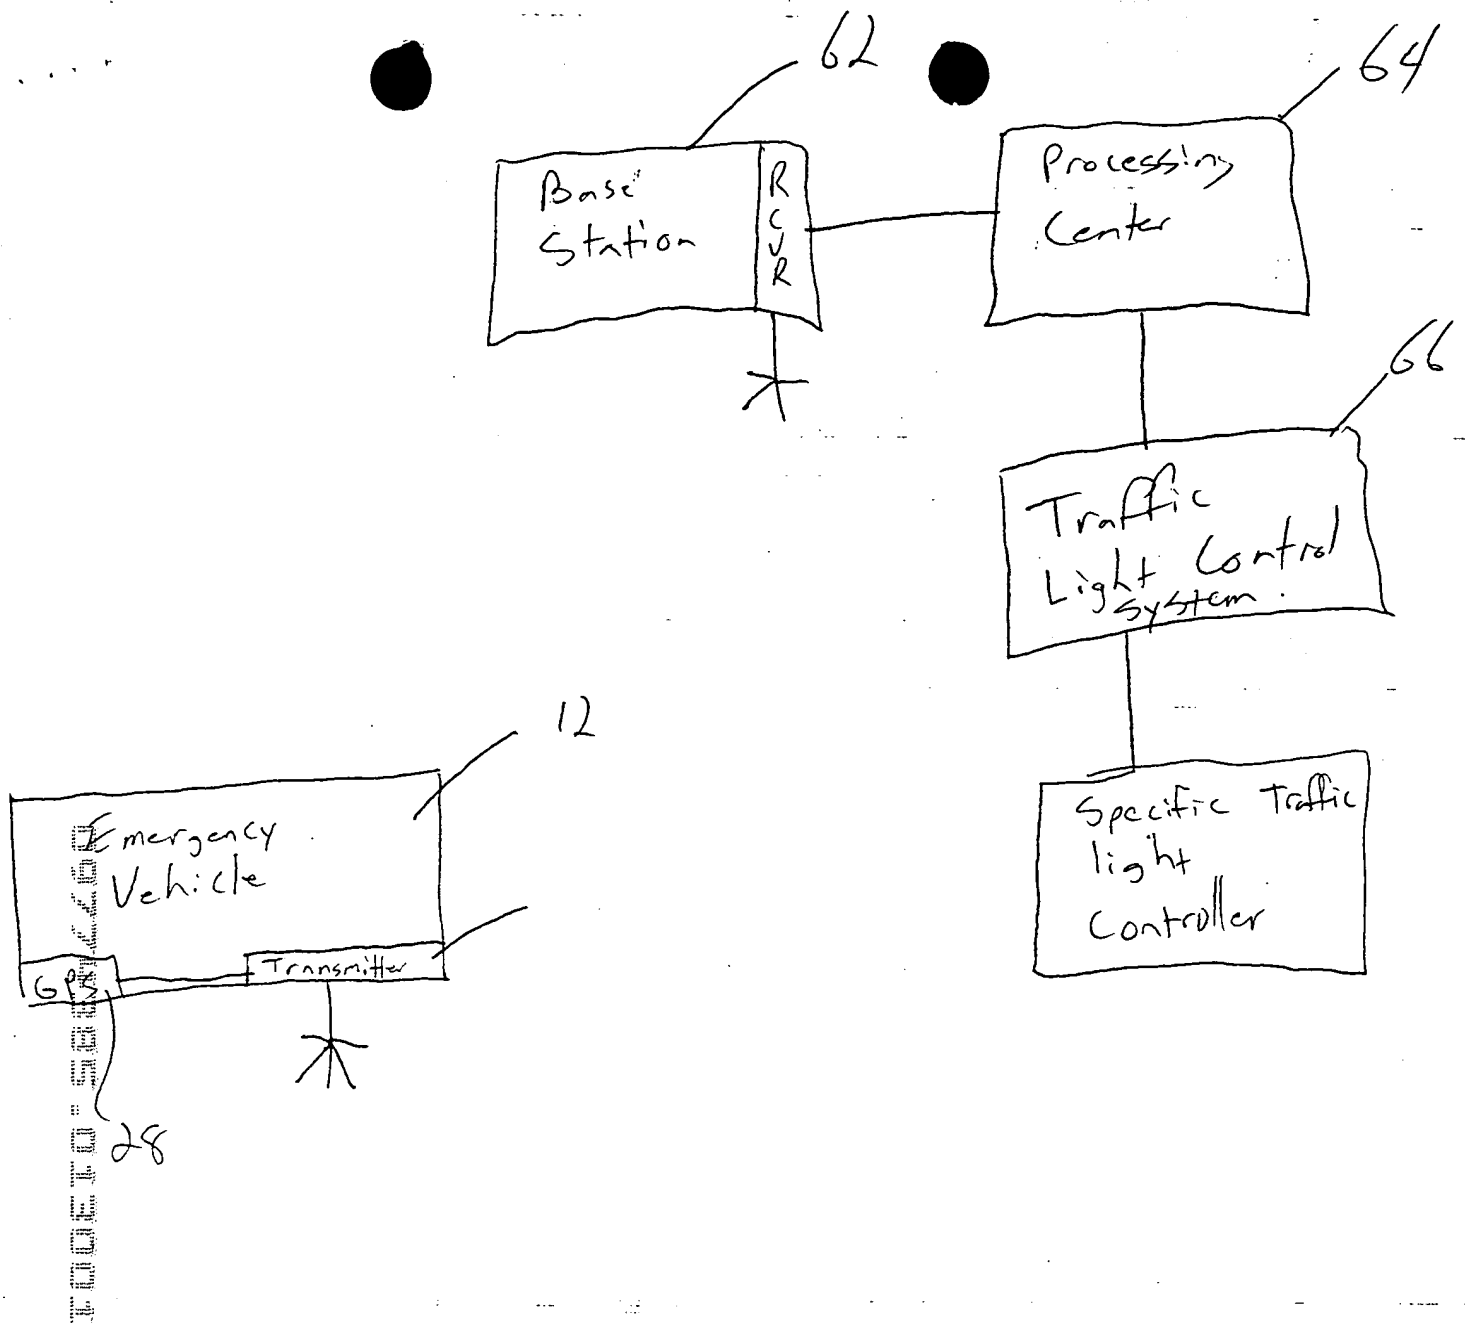 62
64
Base
Station
RCVR
Processing
Center
66
Traffic
Light Control
System.
12
Emergency
Vehicle
GPS
Transmitter
28
Specific Traffic
light
Controller